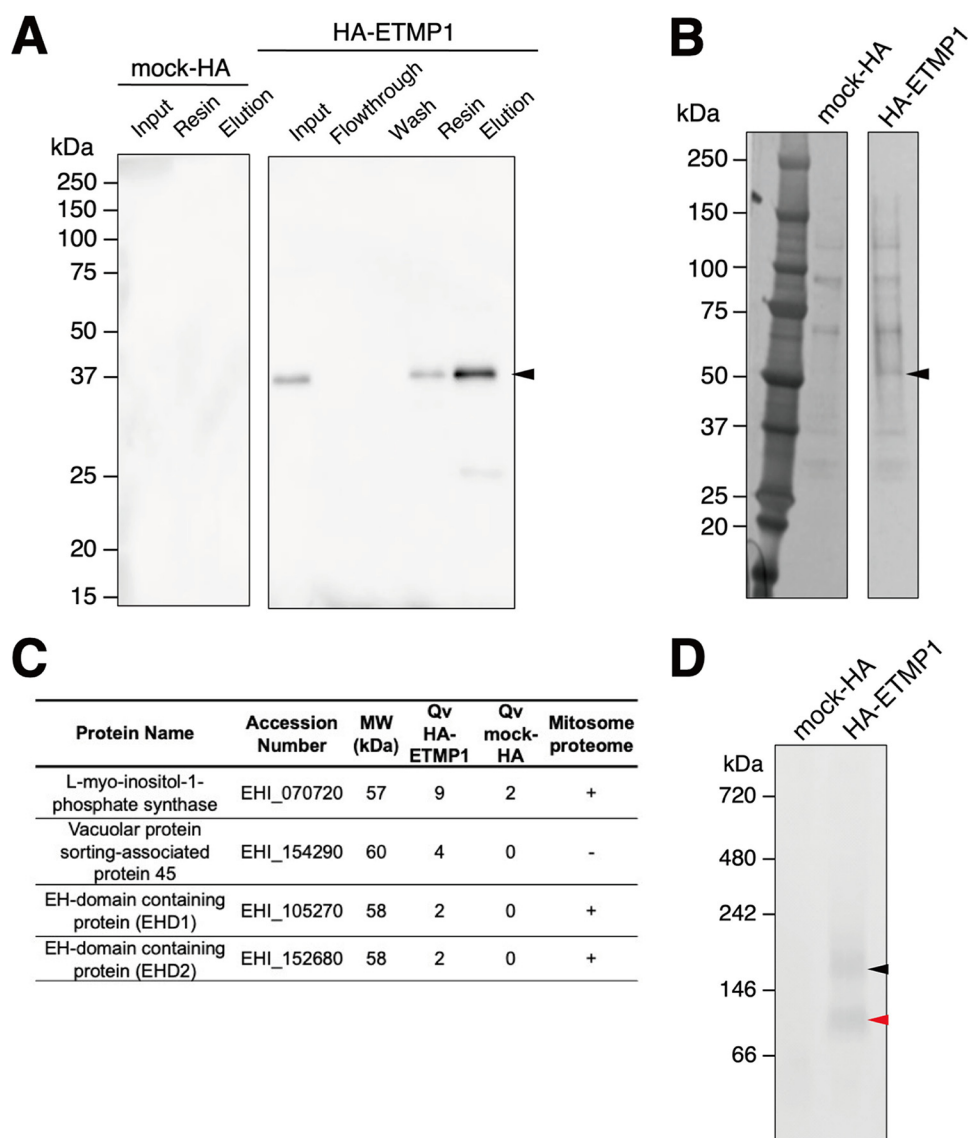 A
HA-ETMP1
mock-HA
Input Resin Elution Input Flowthrough Wash Resin Elution
kDa
250
150
100
75
50
37
25
20
15
B
mock-HA HA-ETMP1
kDa
250
150
100
75
50
37
25
20
C
Protein Name Accession Number MW (kDa) Qv HA-ETMP1 Qv mock-HA Mitosome proteome
L-myo-inositol-1-
phosphate synthase EHI_070720 57 9 2 +
Vacuolar protein
sorting-associated EHI_154290 60 4 0 -
protein 45
EH-domain containing
protein (EHD1) EHI_105270 58 2 0 +
EH-domain containing
protein (EHD2) EHI_152680 58 2 0 +
D
mock-HA HA-ETMP1
kDa
720
480
242
146
66